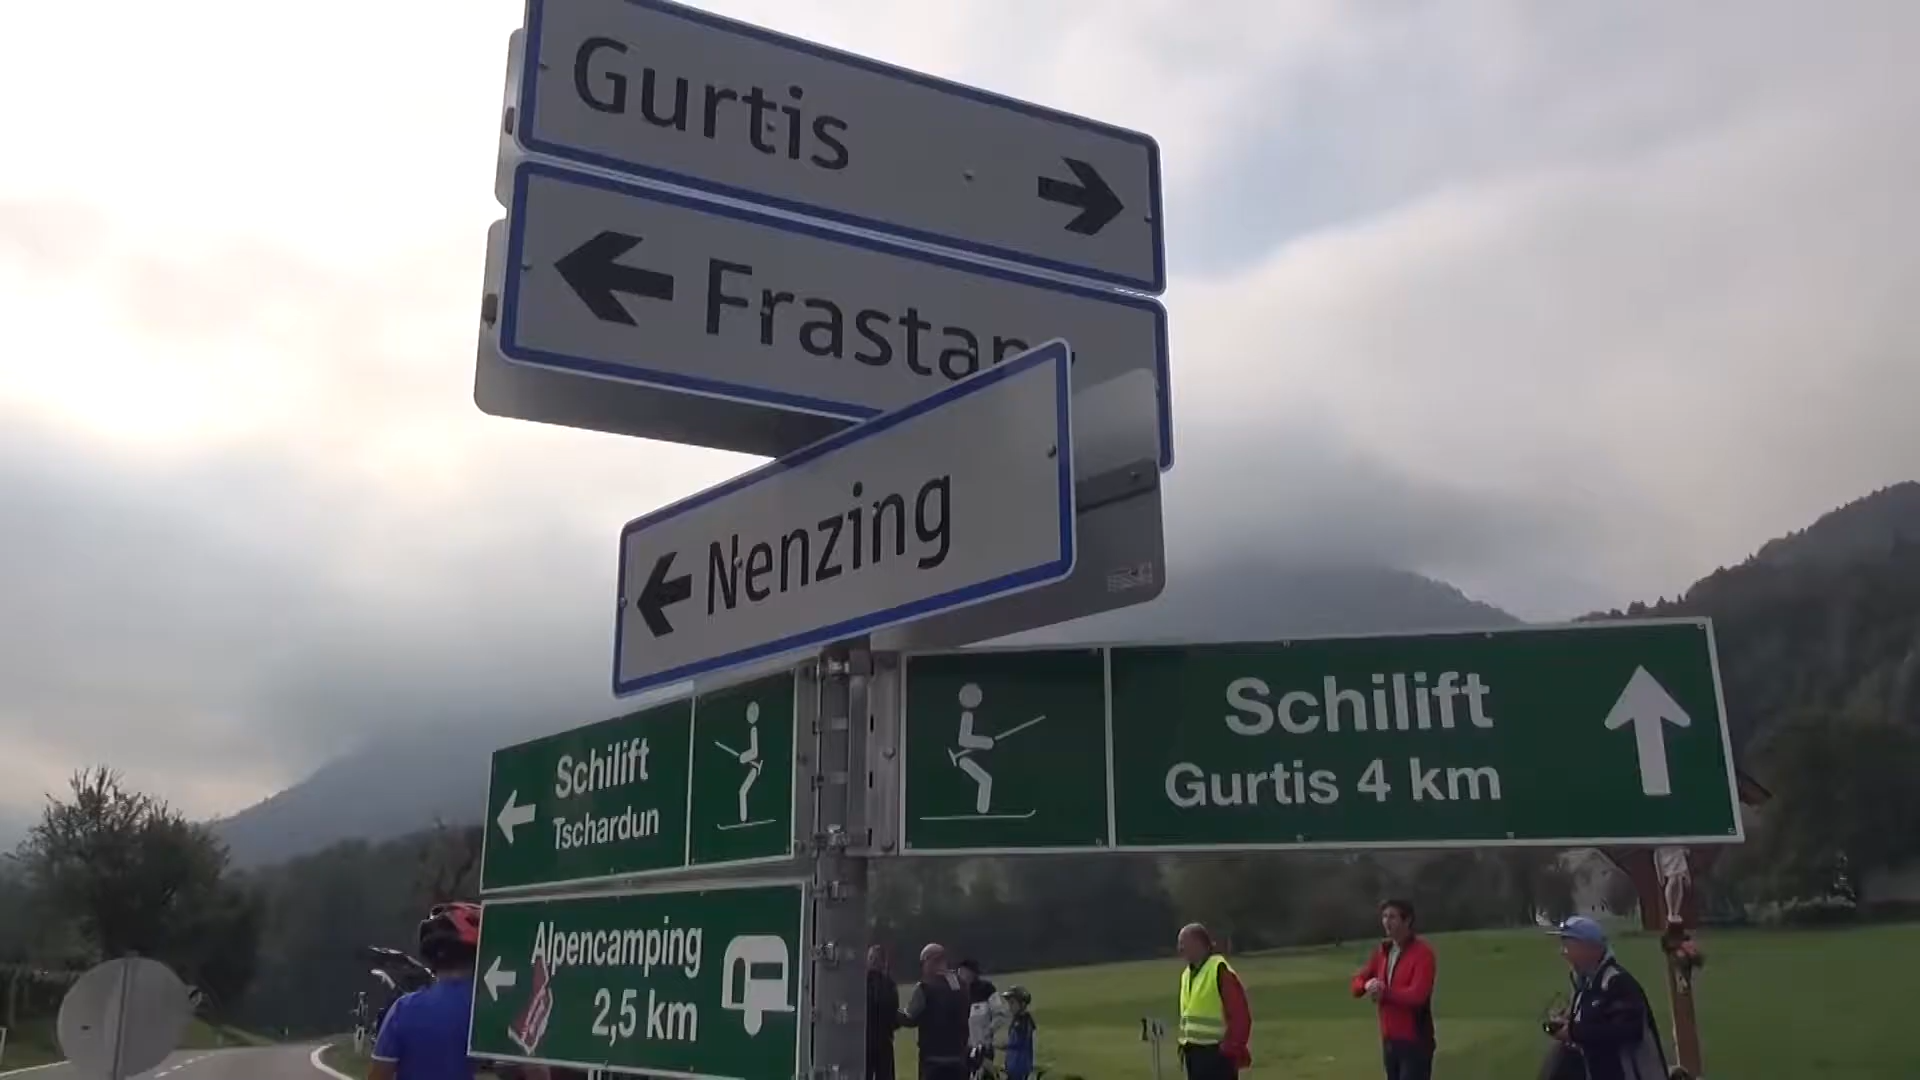 Gurtis
Nenzing
Schilift
Tschardun
Schilift
Gurtis 4 km
Alpencamping
2,5 km